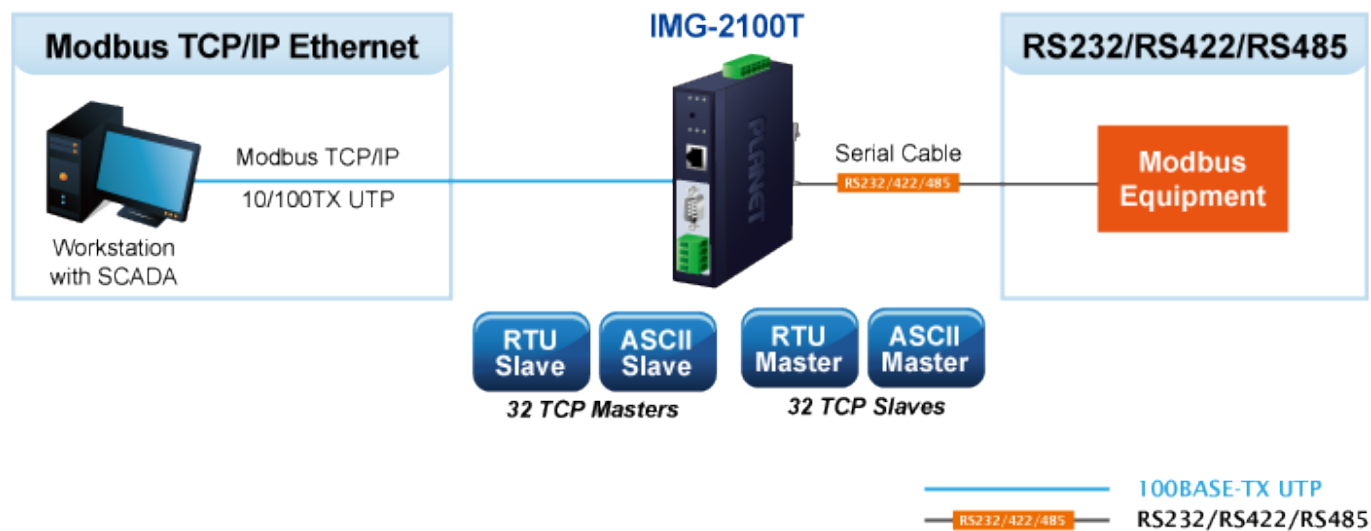 IMG-2100T
Modbus TCP/IP Ethernet
RS232/RS422/RS485
Modbus TCP/IP
10/100TX UTP
Workstation
with SCADA
PLANET
Serial Cable
RS232/422/485
Modbus
Equipment
RTU
Slave
ASCII
Slave
32 TCP Masters
RTU
Master
ASCII
Master
32 TCP Slaves
100BASE-TX UTP
RS232/422/485
RS232/RS422/RS485